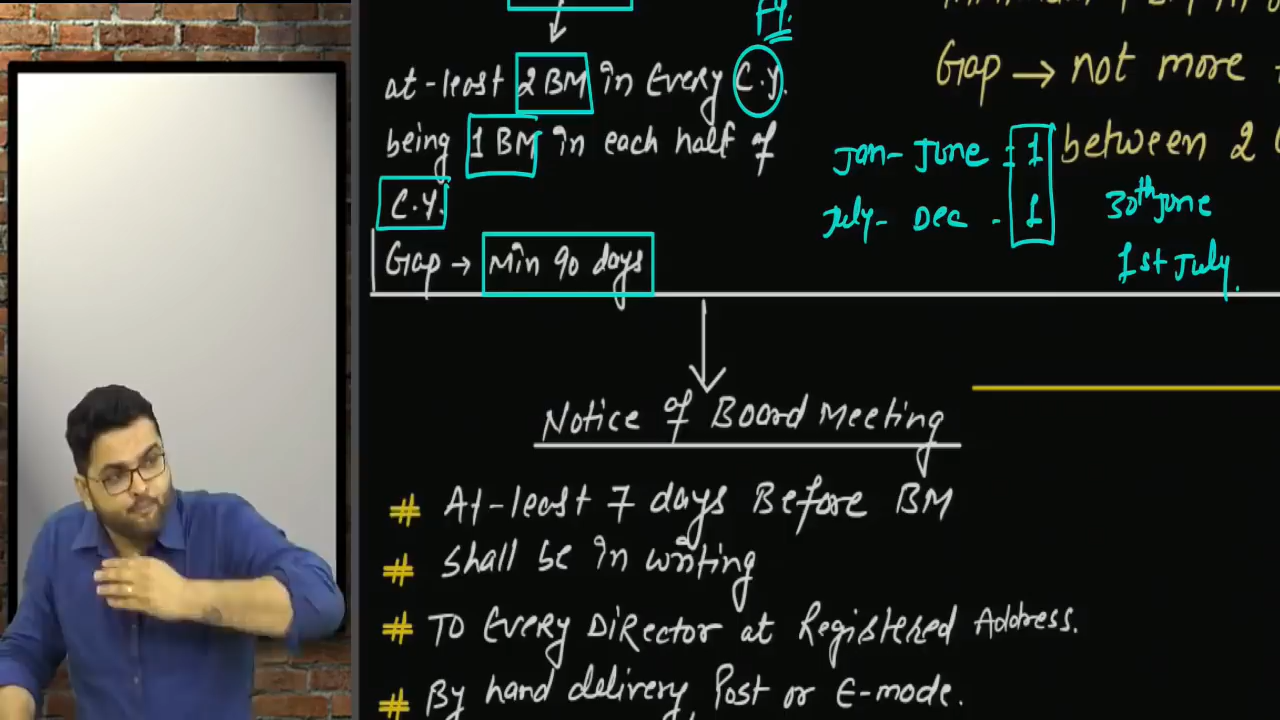 FY.
at-least 2 BM in Every C.Y.
being 1 BM in each half of
C.Y.
Gap → Min 90 days
Gap → not more
between 2
Jan- June = 1
July- Dec - 1
30th June
1st July.
Notice of Board Meeting
# At-least 7 days Before BM
# Shall be in writing
# To Every Director at Registered Address.
# By hand delivery, Post or E-mode.